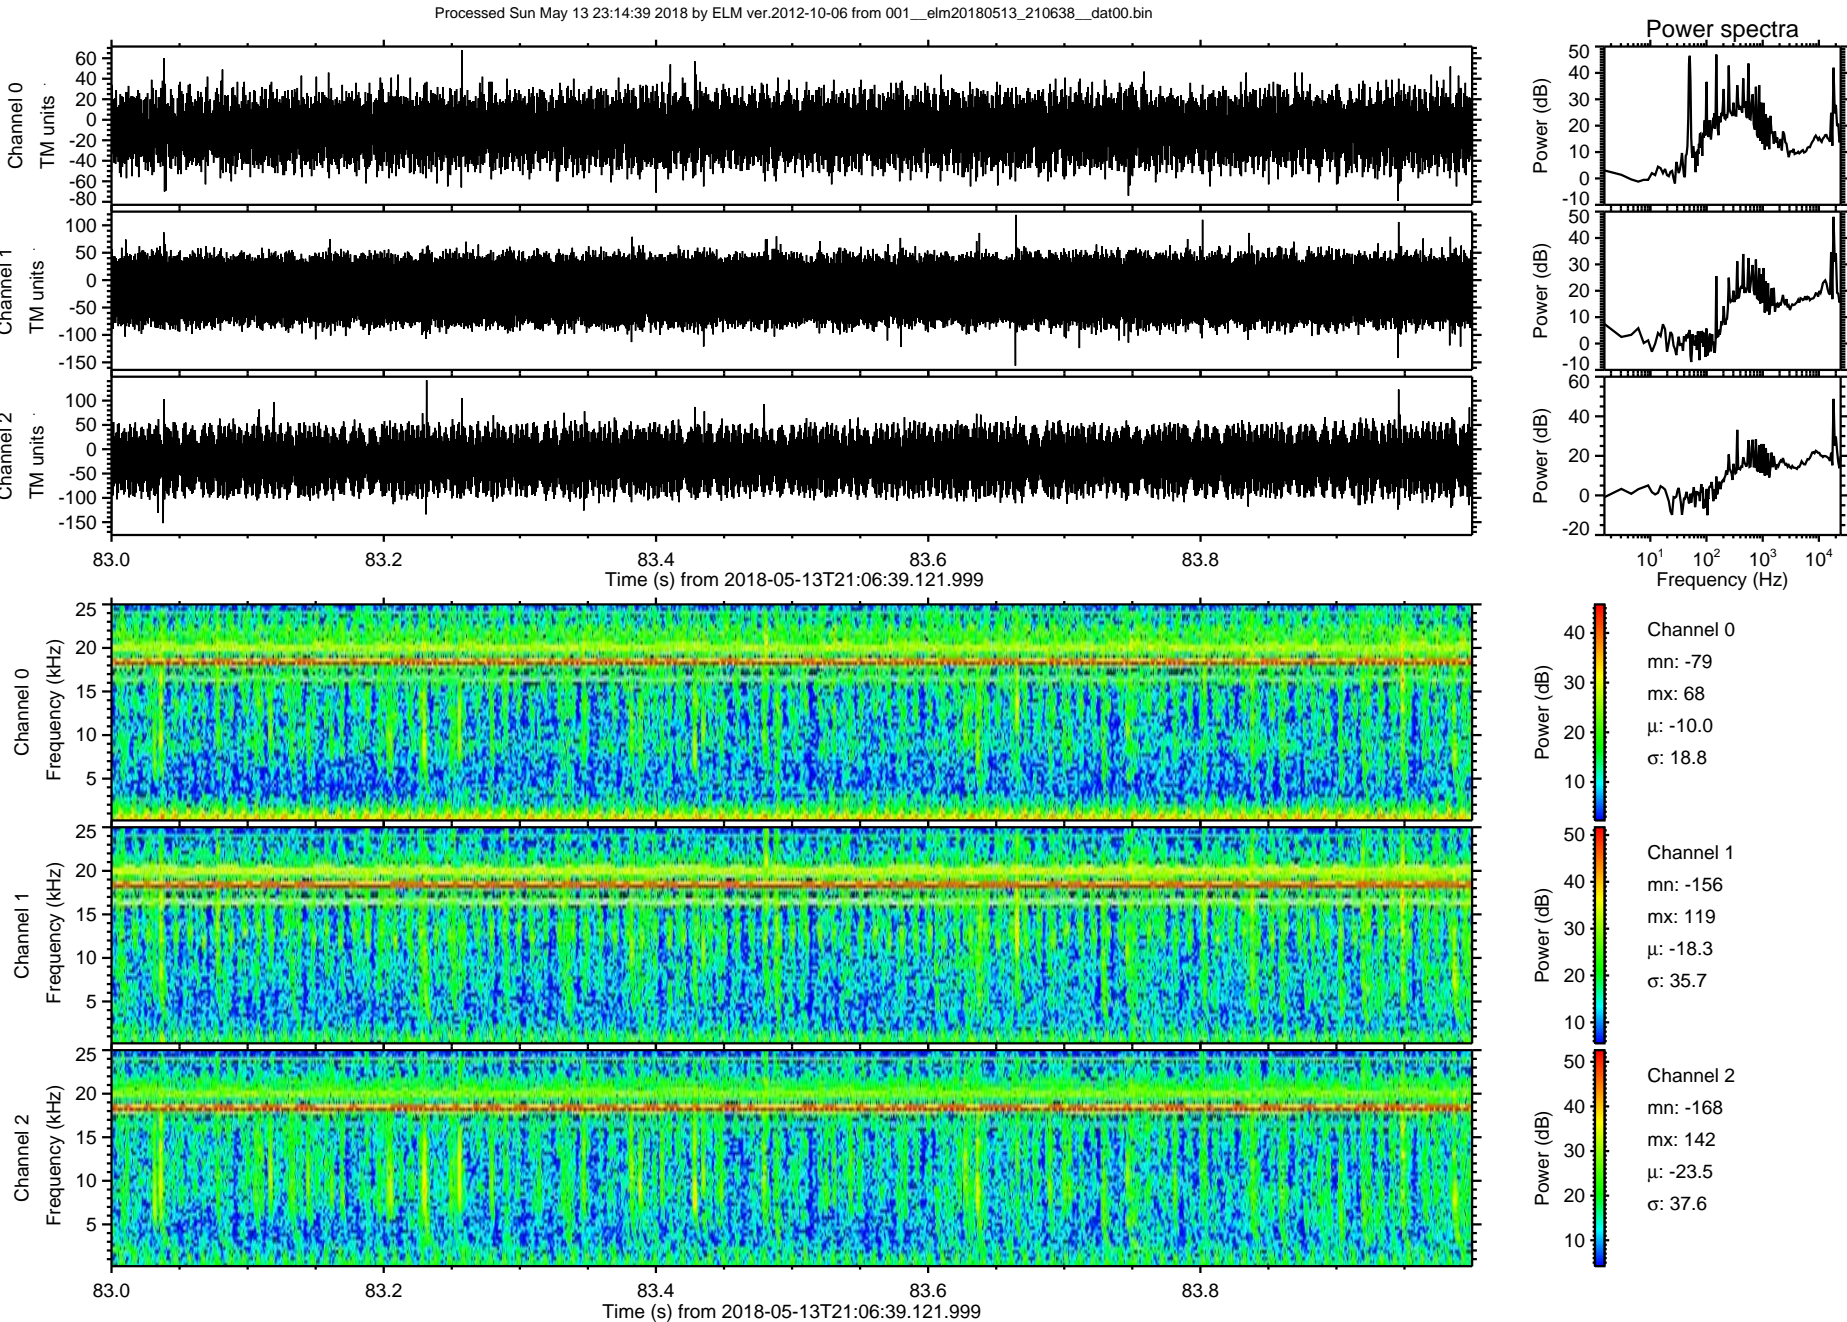 Processed Sun May 13 23:14:39 2018 by ELM ver.2012-10-06 from 001__elm20180513_210638__dat00.bin
Power spectra
Channel 0
TM units
60
40
20
0
-20
-40
-60
-80
Power (dB)
50
40
30
20
10
0
-10
Channel 1
TM units
100
50
0
-50
-100
-150
Power (dB)
50
40
30
20
10
0
-10
Channel 2
TM units
100
50
0
-50
-100
-150
Power (dB)
60
40
20
0
-20
83.0 83.2 83.4 83.6 83.8
Time (s) from 2018-05-13T21:06:39.121.999
10¹ 10² 10³ 10⁴
Frequency (Hz)
Channel 0
Frequency (kHz)
25
20
15
10
5
Power (dB)
40
30
20
10
Channel 0
mn: -79
mx: 68
μ: -10.0
σ: 18.8
Channel 1
Frequency (kHz)
25
20
15
10
5
Power (dB)
50
40
30
20
10
Channel 1
mn: -156
mx: 119
μ: -18.3
σ: 35.7
Channel 2
Frequency (kHz)
25
20
15
10
5
Power (dB)
50
40
30
20
10
Channel 2
mn: -168
mx: 142
μ: -23.5
σ: 37.6
83.0 83.2 83.4 83.6 83.8
Time (s) from 2018-05-13T21:06:39.121.999